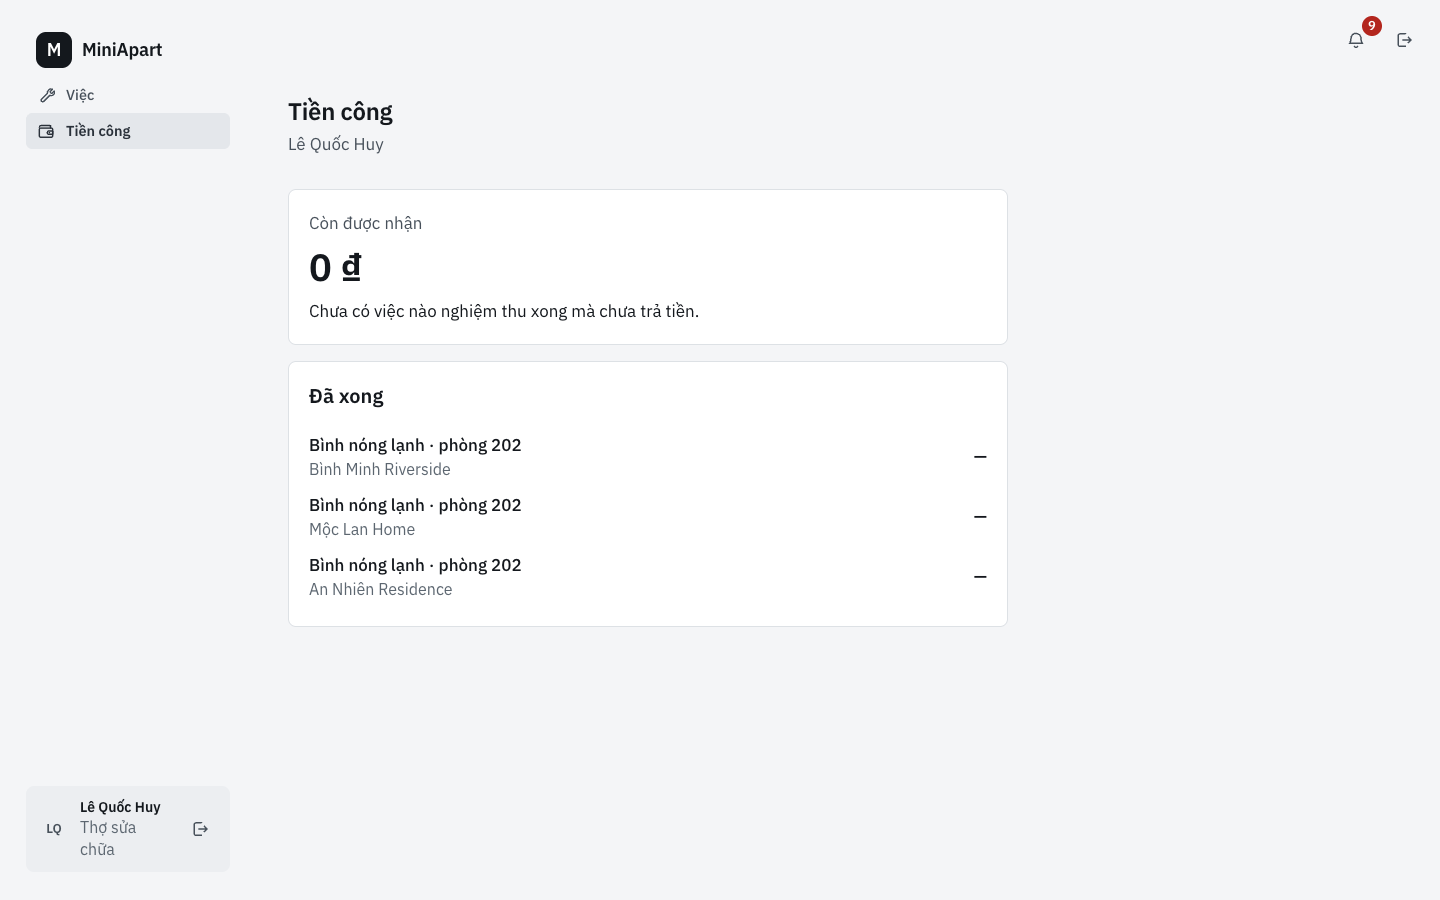 M MiniApart
9
Việc
Tiền công
Tiền công
Lê Quốc Huy
Còn được nhận
0 ₫
Chưa có việc nào nghiệm thu xong mà chưa trả tiền.
Đã xong
Bình nóng lạnh · phòng 202
Bình Minh Riverside
—
Bình nóng lạnh · phòng 202
Mộc Lan Home
—
Bình nóng lạnh · phòng 202
An Nhiên Residence
—
LQ
Lê Quốc Huy
Thợ sửa
chữa